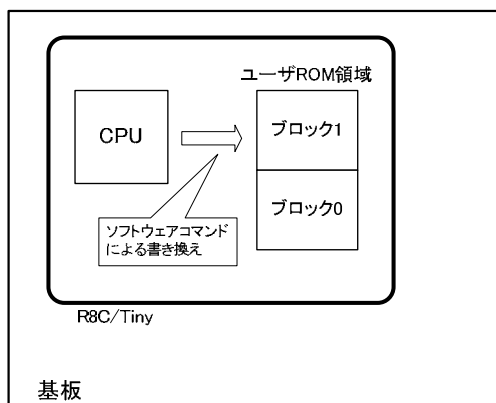 ユーザROM領域
CPU
ブロック1
ブロック0
ソフトウェアコマンド
による書き換え
R8C/Tiny
基板